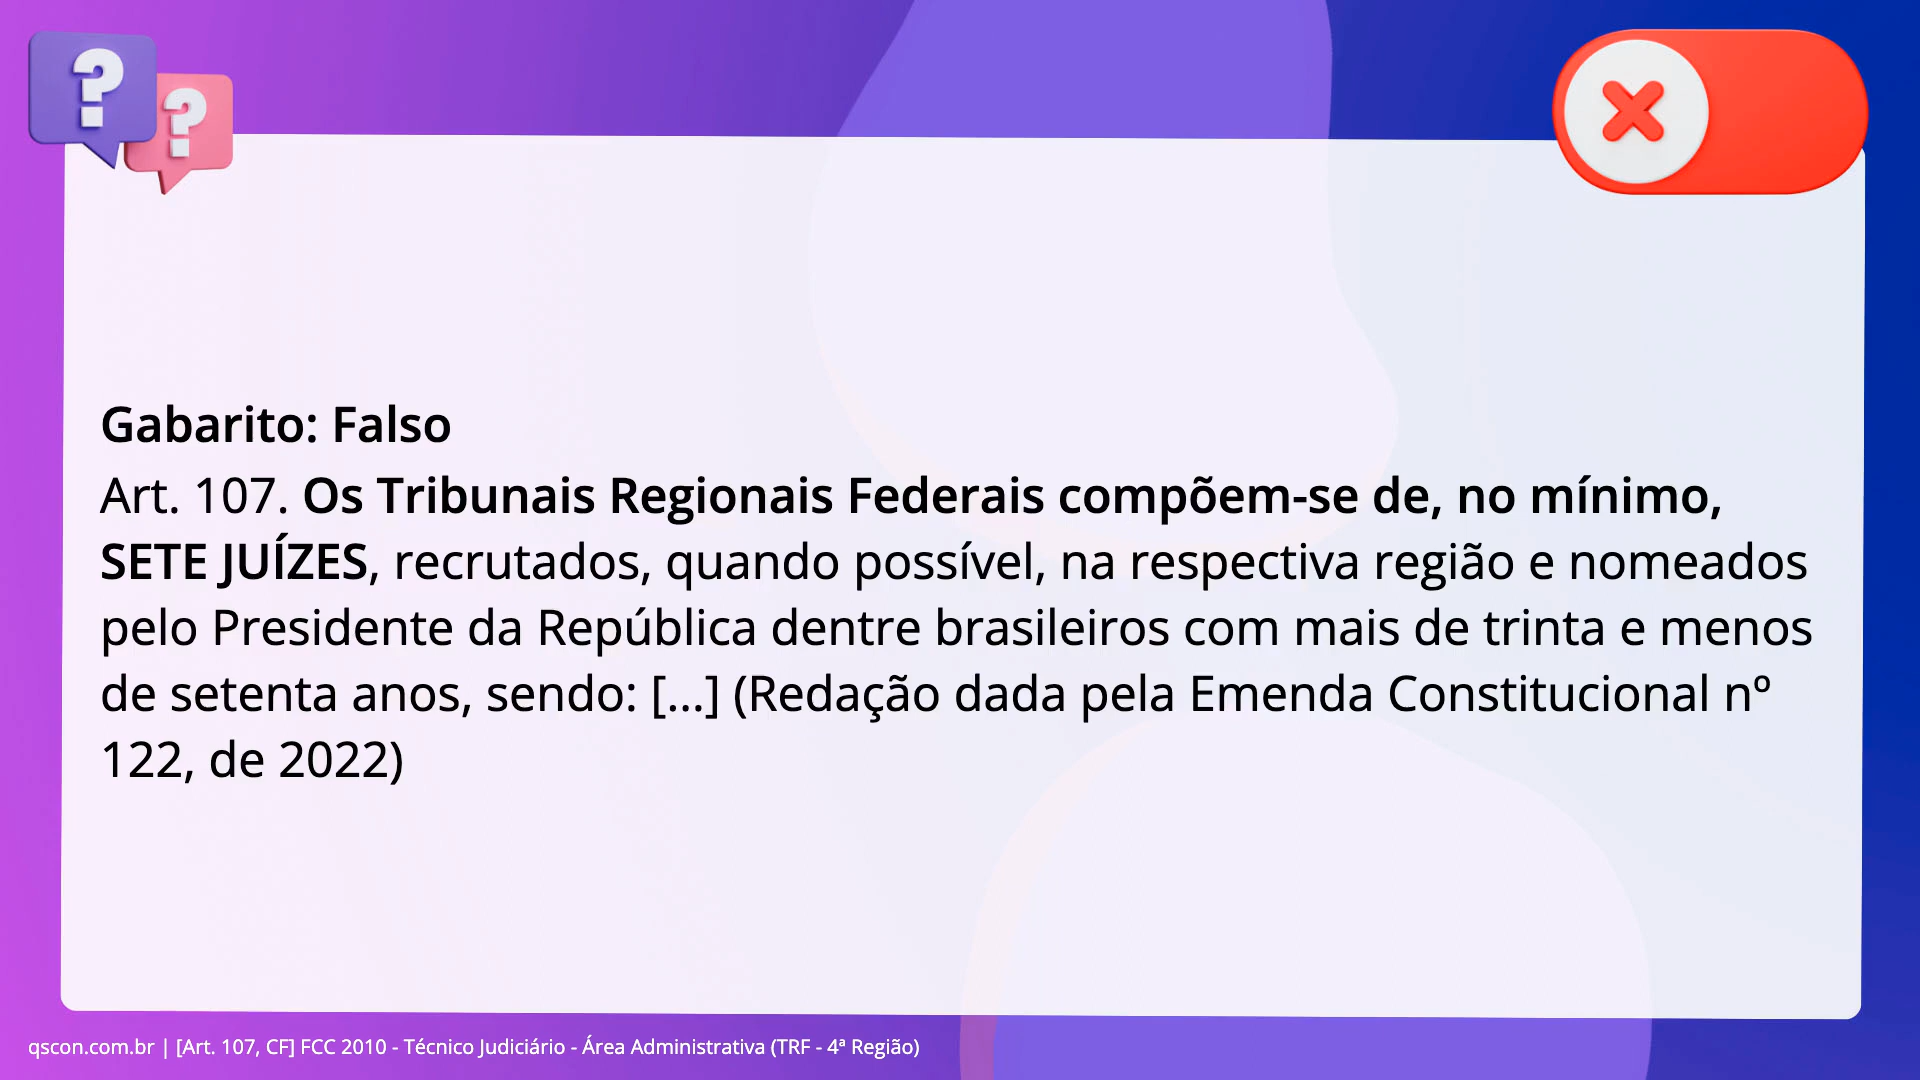 Gabarito: Falso
Art. 107. Os Tribunais Regionais Federais compõem-se de, no mínimo,
SETE JUÍZES, recrutados, quando possível, na respectiva região e nomeados
pelo Presidente da República dentre brasileiros com mais de trinta e menos
de setenta anos, sendo: [...] (Redação dada pela Emenda Constitucional nº
122, de 2022)
qscon.com.br | [Art. 107, CF] FCC 2010 - Técnico Judiciário - Área Administrativa (TRF - 4ª Região)